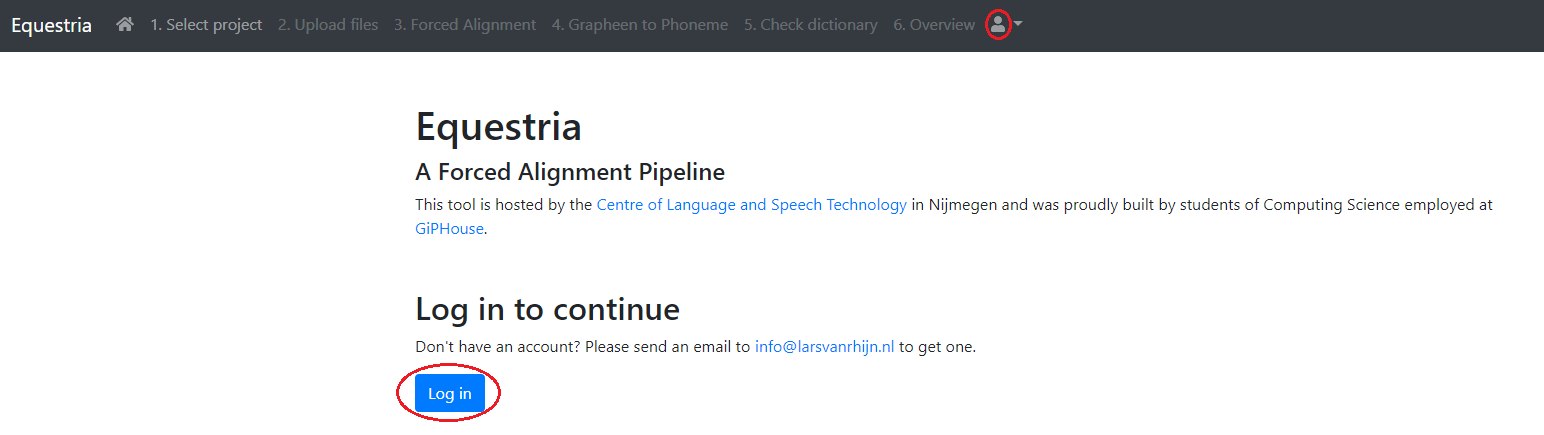 Equestria 1. Select project 2. Upload files 3. Forced Alignment 4. Grapheen to Phoneme 5. Check dictionary 6. Overview
Equestria
A Forced Alignment Pipeline
This tool is hosted by the Centre of Language and Speech Technology in Nijmegen and was proudly built by students of Computing Science employed at
GiPHouse.
Log in to continue
Don't have an account? Please send an email to info@larsvanrhijn.nl to get one.
Log in